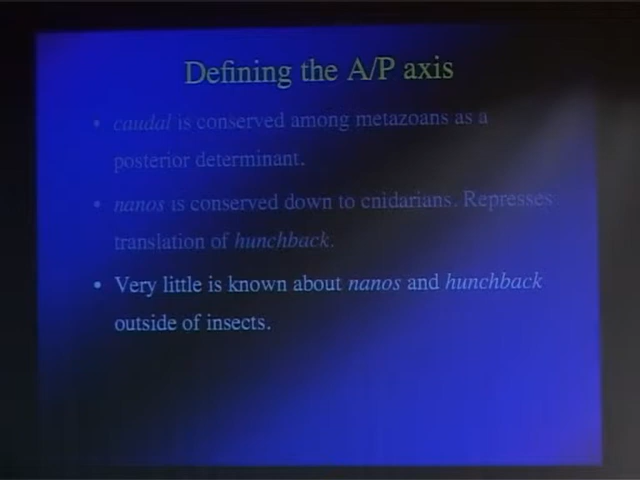 Defining the A/P axis
• caudal is conserved among metazoans as a
posterior determinant.
• nanos is conserved down to cnidarians. Represses
translation of hunchback.
• Very little is known about nanos and hunchback
outside of insects.